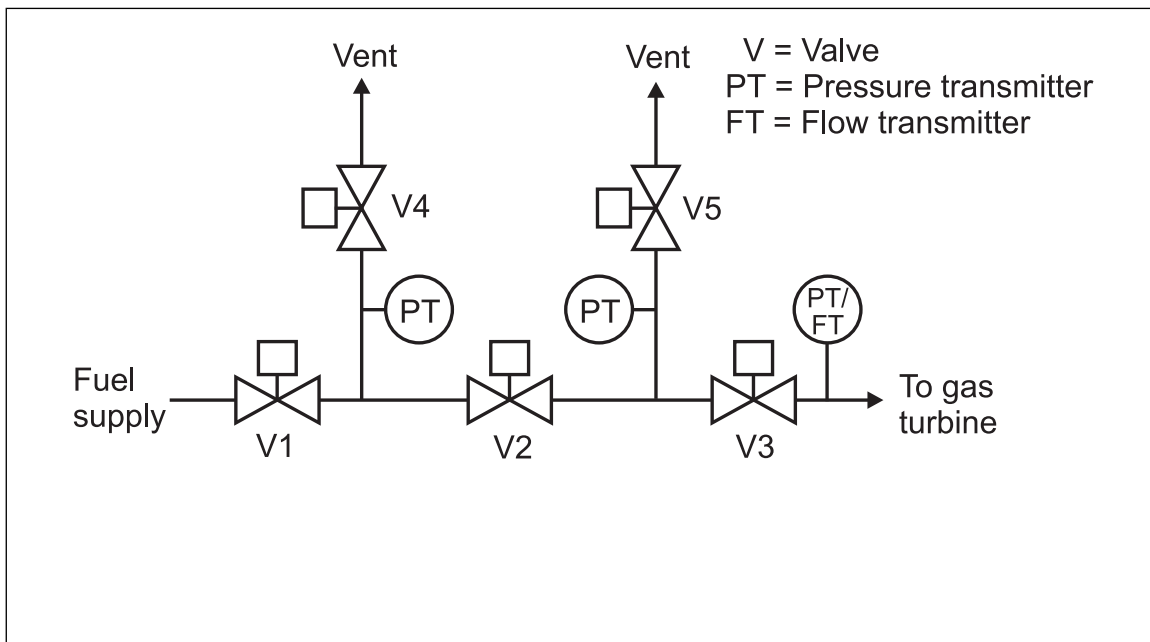 Vent
Vent
V = Valve
PT = Pressure transmitter
FT = Flow transmitter
V4
V5
PT
PT
PT/
FT
Fuel
supply
To gas
turbine
V1
V2
V3